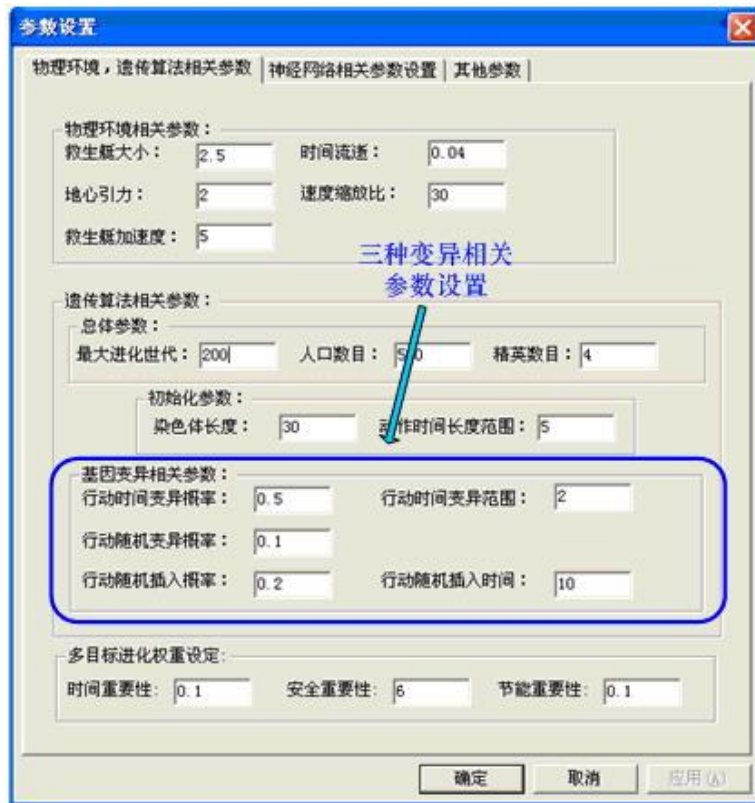 参数设置
物理环境，遗传算法相关参数 神经网络相关参数设置 其他参数
物理环境相关参数：
救生艇大小： 2.5 时间流逝： 0.04
地心引力： 2 速度缩放比： 30
救生艇加速度： 5
三种变异相关
参数设置
遗传算法相关参数：
总体参数：
最大进化世代： 200 人口数目： 精英数目： 4
初始化参数：
染色体长度： 30 动作时间长度范围： 5
基因变异相关参数：
行动时间变异概率： 0.5 行动时间变异范围： 2
行动随机变异概率： 0.1
行动随机插入概率： 0.2 行动随机插入时间： 10
多目标进化权重设定:
时间重要性: 0.1 安全重要性: 6 节能重要性: 0.1
确定 取消 应用(A)